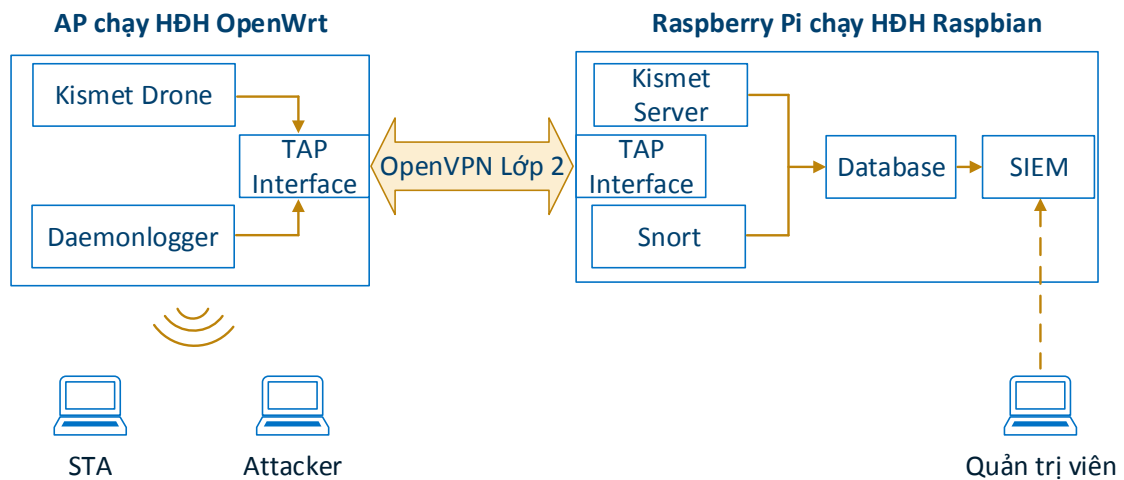 AP chạy HĐH OpenWrt
Raspberry Pi chạy HĐH Raspbian
Kismet Drone
TAP
Interface
Daemonlogger
OpenVPN Lớp 2
Kismet
Server
TAP
Interface
Snort
Database
SIEM
STA
Attacker
Quản trị viên